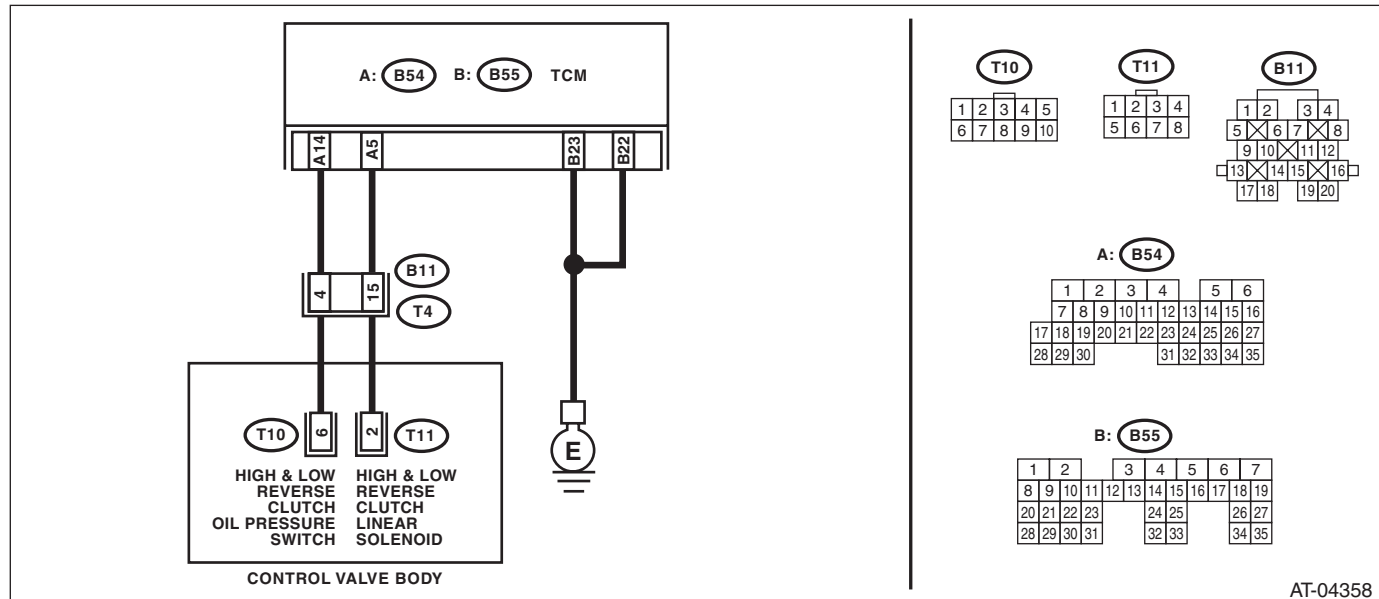 A: B54 B: B55 TCM
A14 A5 B23 B22
B11
4 15
T4
T10 6 2 T11
HIGH & LOW
REVERSE
CLUTCH
OIL PRESSURE
SWITCH
HIGH & LOW
REVERSE
CLUTCH
LINEAR
SOLENOID
CONTROL VALVE BODY
E
T10
1 2 3 4 5
6 7 8 9 10
T11
1 2 3 4
5 6 7 8
B11
1 2 3 4
5 6 7 8
9 10 11 12
13 14 15 16
17 18 19 20
A: B54
1 2 3 4 5 6
7 8 9 10 11 12 13 14 15 16
17 18 19 20 21 22 23 24 25 26 27
28 29 30 31 32 33 34 35
B: B55
1 2 3 4 5 6 7
8 9 10 11 12 13 14 15 16 17 18 19
20 21 22 23 24 25 26 27
28 29 30 31 32 33 34 35
AT-04358